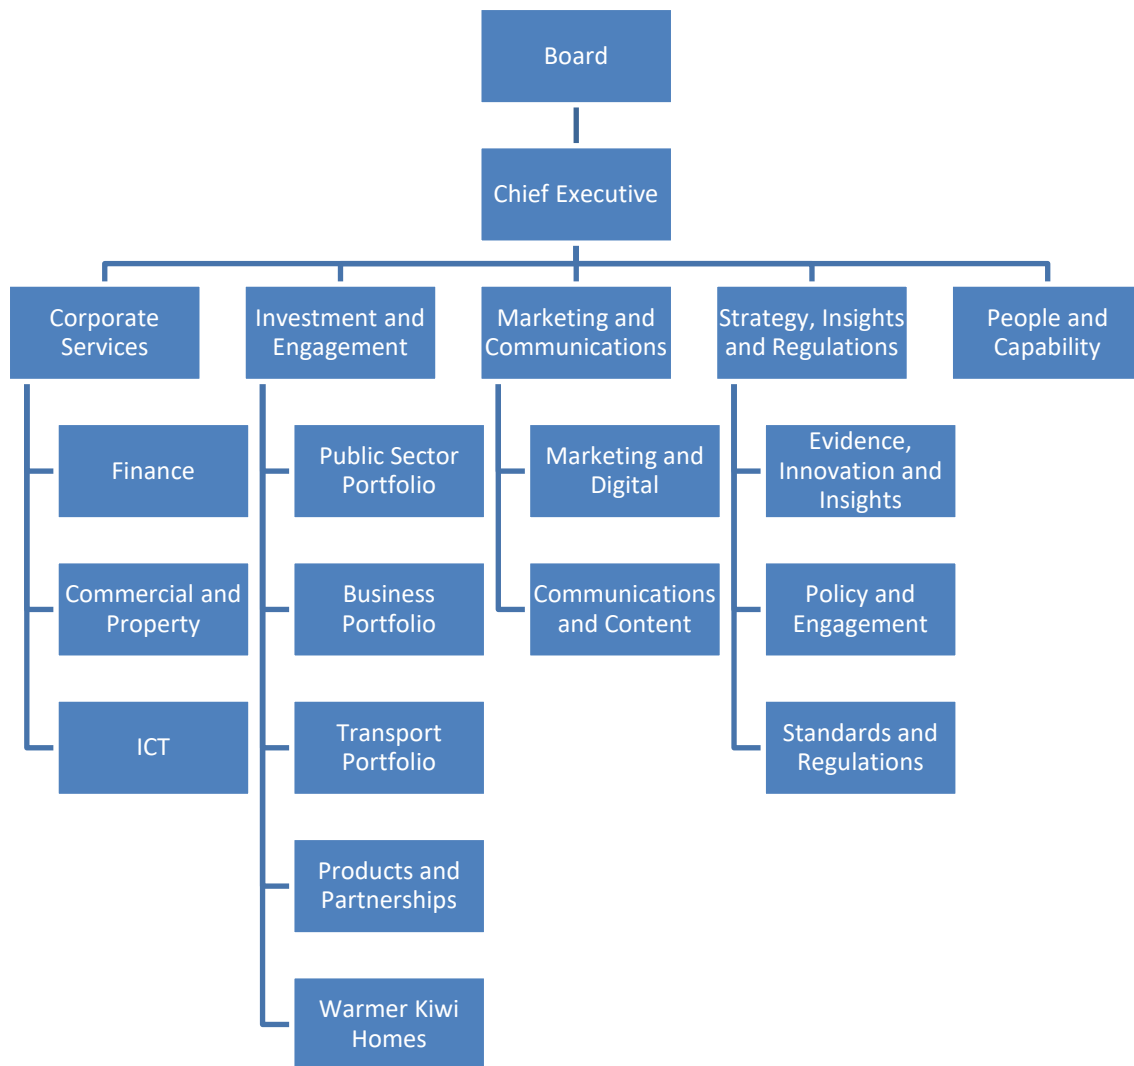 Board
Chief Executive
Corporate
Services
Investment and
Engagement
Marketing and
Communications
Strategy, Insights
and Regulations
People and
Capability
Finance
Commercial and
Property
ICT
Public Sector
Portfolio
Business
Portfolio
Transport
Portfolio
Products and
Partnerships
Warmer Kiwi
Homes
Marketing and
Digital
Communications
and Content
Evidence,
Innovation and
Insights
Policy and
Engagement
Standards and
Regulations